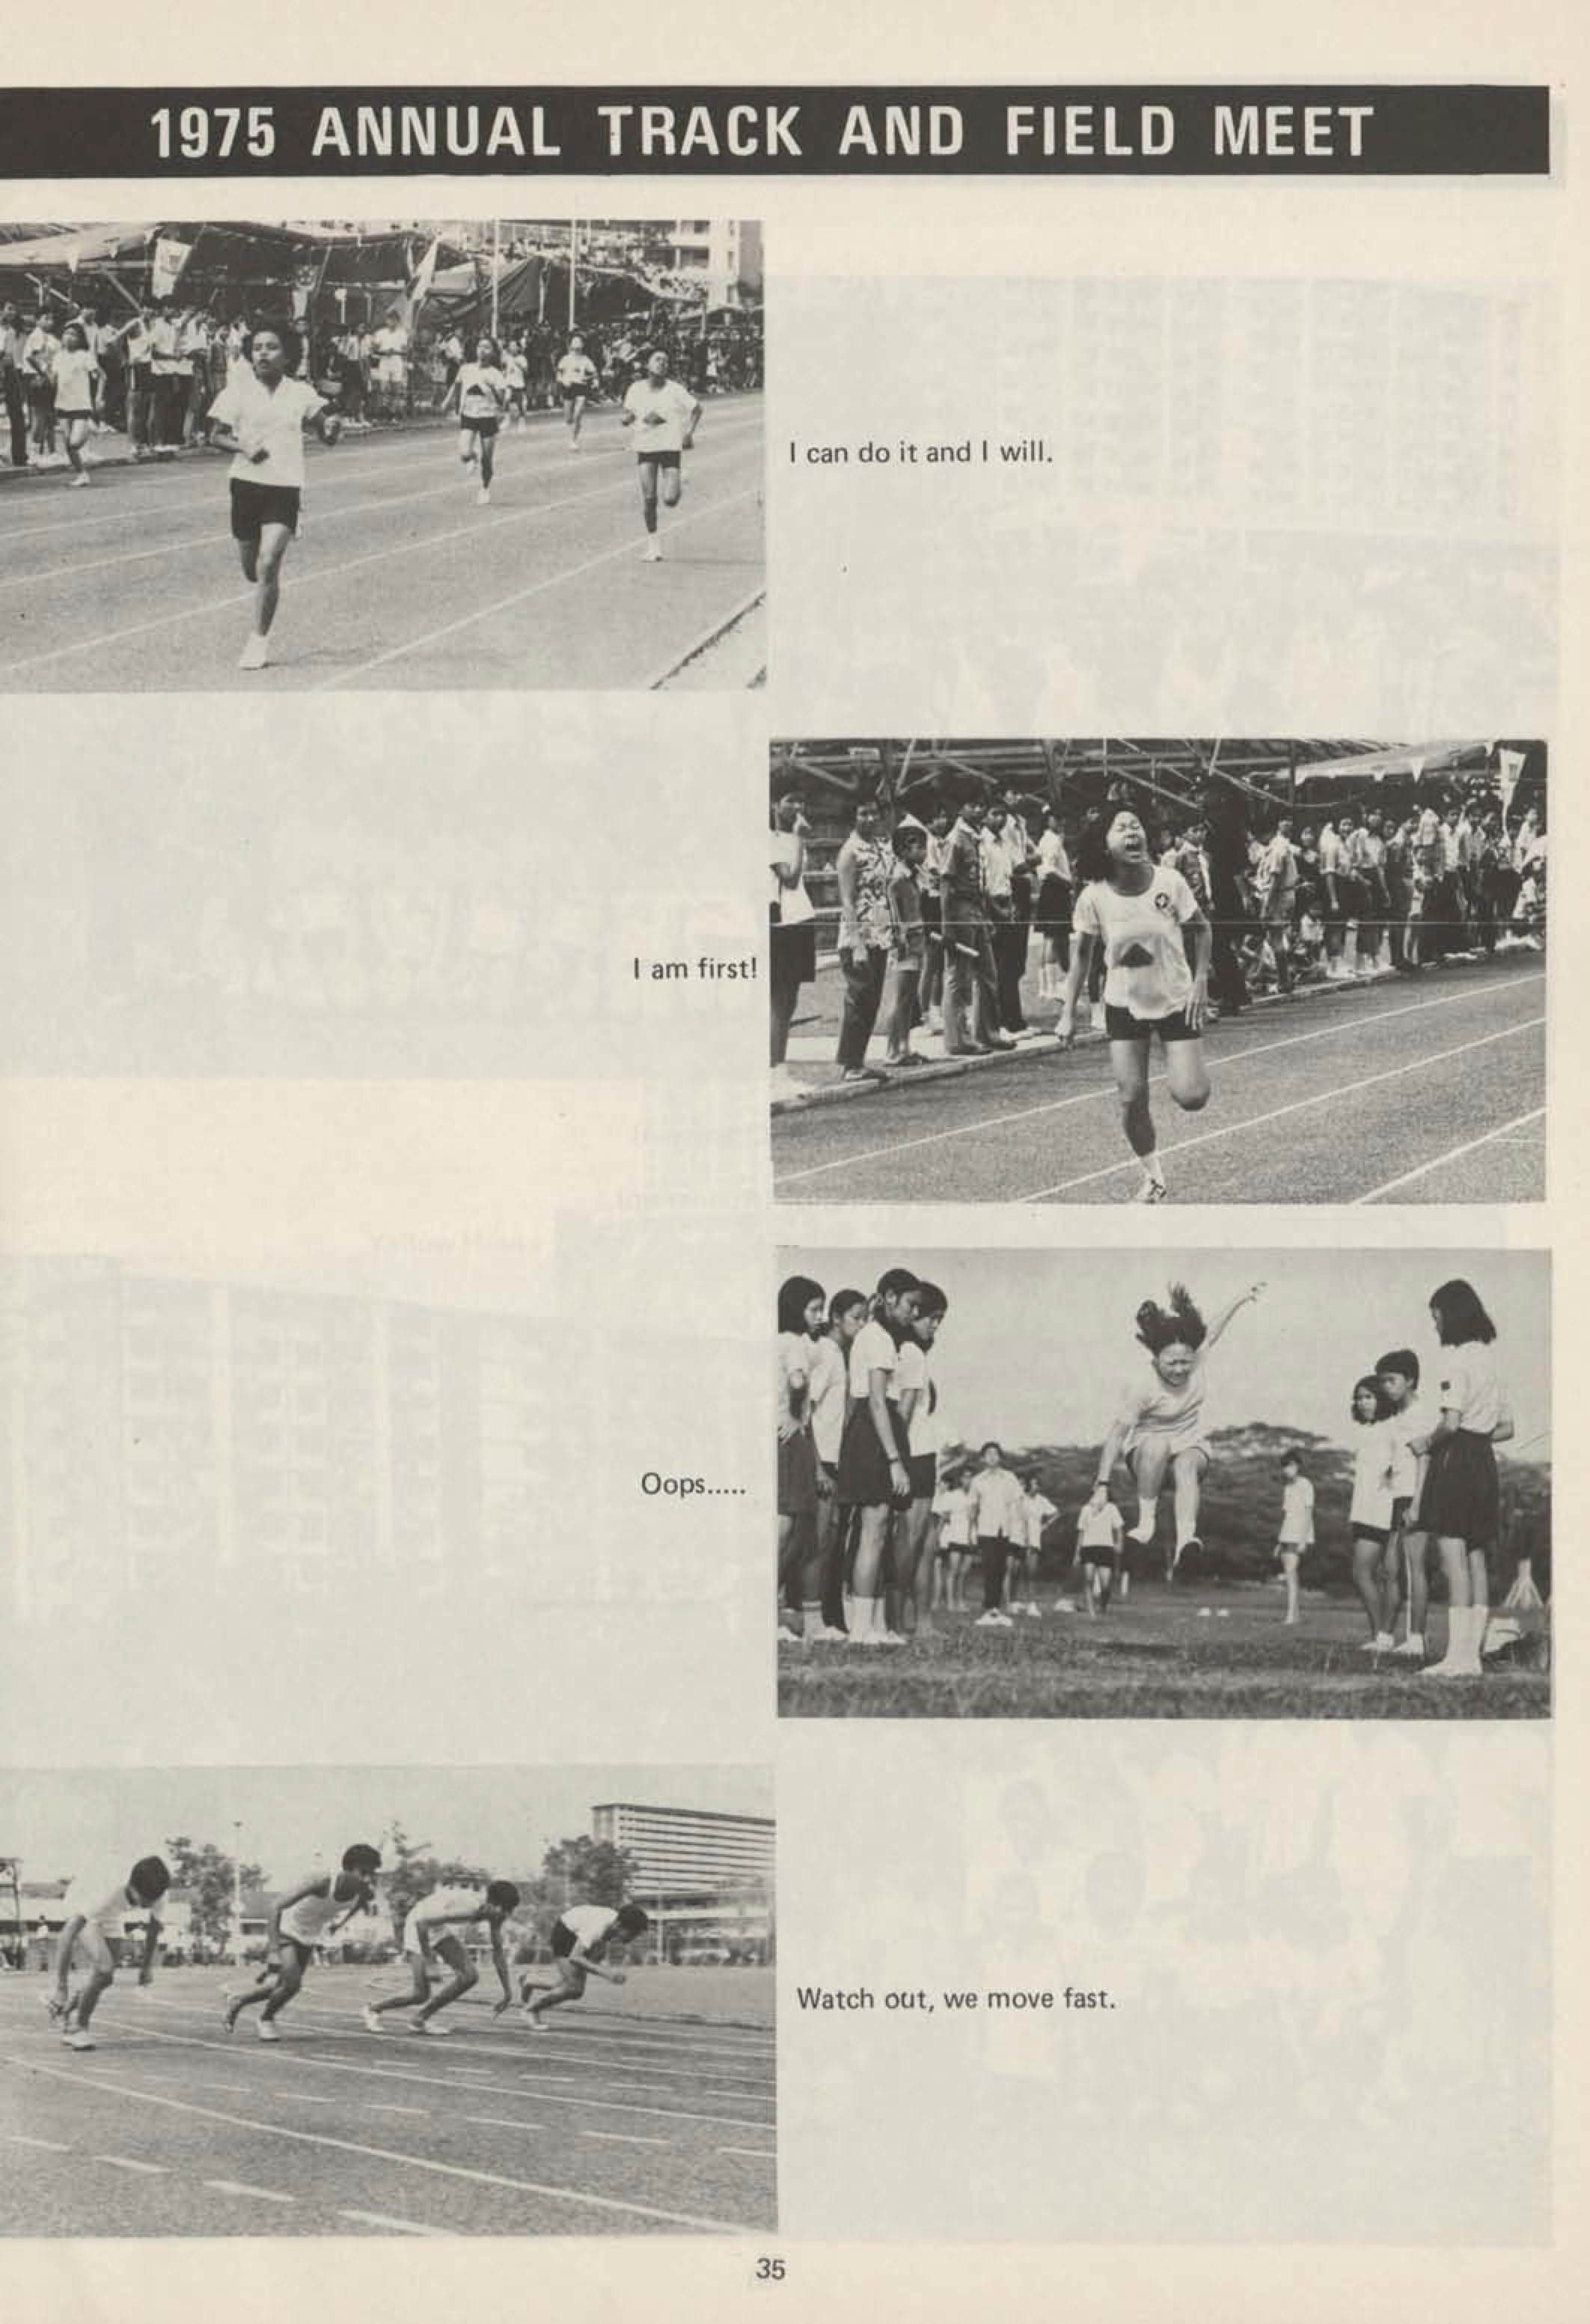 1975 ANNUAL TRACK AND FIELD MEET
I can do it and I will.
I am first!
Oops.....
Watch out, we move fast.
35